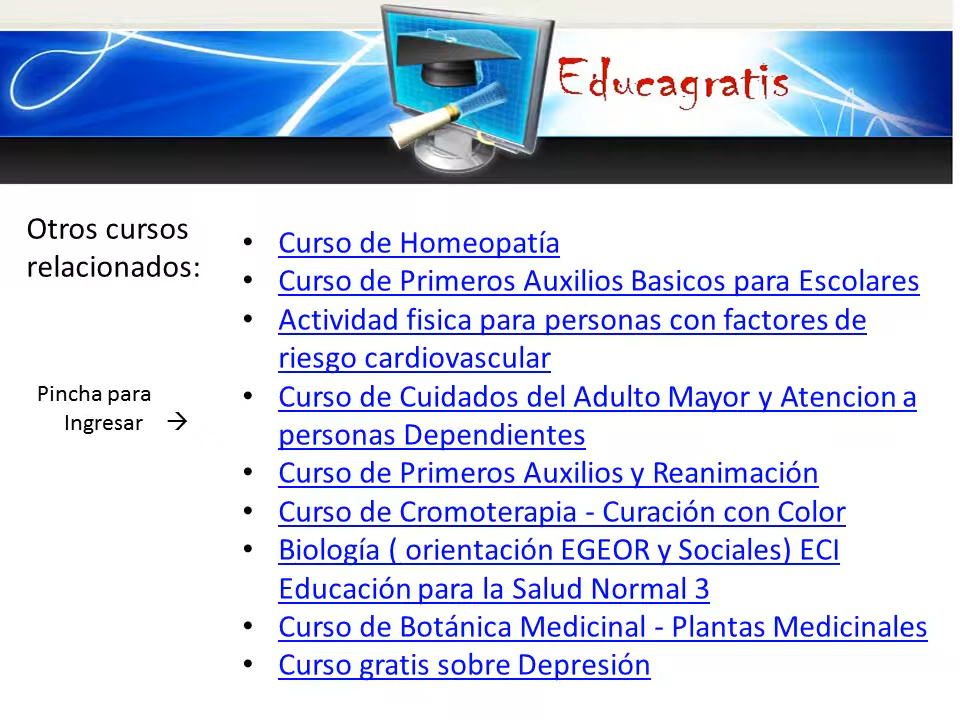 Educagratis
Otros cursos
relacionados:
Pincha para
Ingresar →
• Curso de Homeopatía
• Curso de Primeros Auxilios Basicos para Escolares
• Actividad fisica para personas con factores de
riesgo cardiovascular
• Curso de Cuidados del Adulto Mayor y Atencion a
personas Dependientes
• Curso de Primeros Auxilios y Reanimación
• Curso de Cromoterapia - Curación con Color
• Biología ( orientación EGEOR y Sociales) ECI
Educación para la Salud Normal 3
• Curso de Botánica Medicinal - Plantas Medicinales
• Curso gratis sobre Depresión